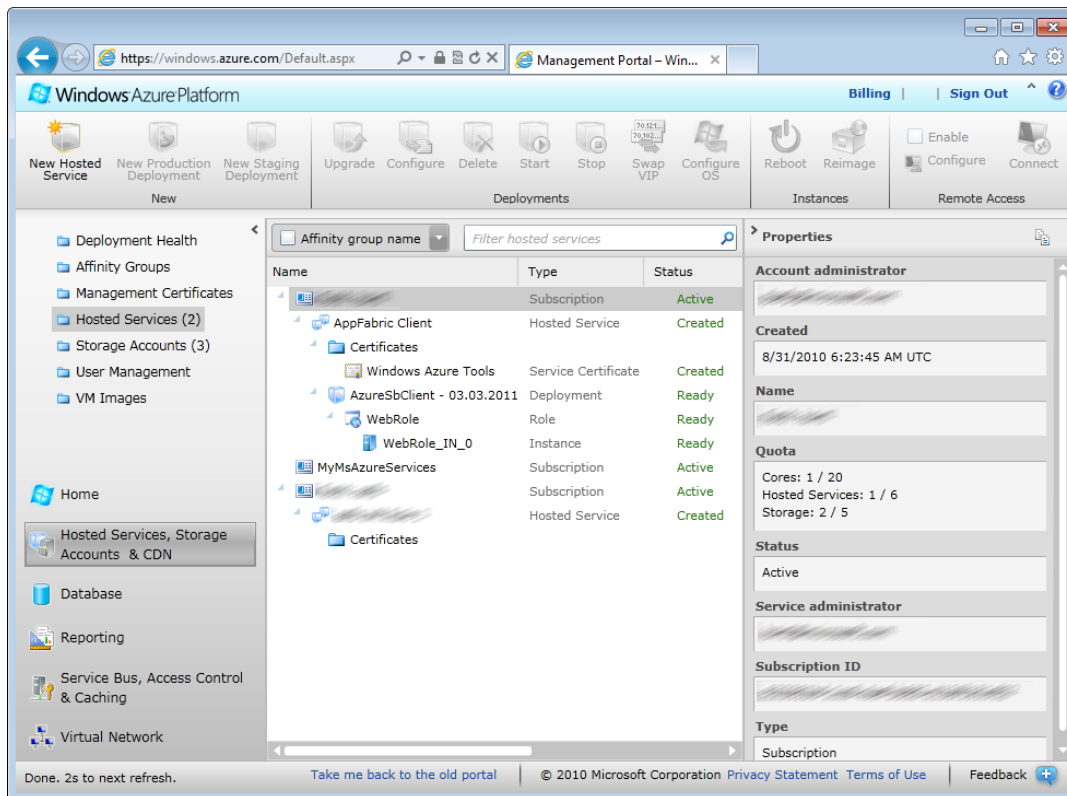 https://windows.azure.com/Default.aspx
Management Portal – Win...
Windows Azure Platform
Billing | | Sign Out
New Hosted Service
New Production Deployment
New Staging Deployment
Upgrade
Configure
Delete
Start
Stop
70.121...
70.102...
Swap VIP
Configure OS
Reboot
Reimage
Enable
Configure
Connect
New
Deployments
Instances
Remote Access
Deployment Health
Affinity Groups
Management Certificates
Hosted Services (2)
Storage Accounts (3)
User Management
VM Images
Home
Hosted Services, Storage
Accounts & CDN
Database
Reporting
Service Bus, Access Control
& Caching
Virtual Network
Affinity group name
Filter hosted services
Name Type Status
Subscription Active
AppFabric Client Hosted Service Created
Certificates
Windows Azure Tools Service Certificate Created
AzureSbClient - 03.03.2011 Deployment Ready
WebRole Role Ready
WebRole_IN_0 Instance Ready
MyMsAzureServices Subscription Active
Subscription Active
Hosted Service Created
Certificates
Properties
Account administrator
Created
8/31/2010 6:23:45 AM UTC
Name
Quota
Cores: 1 / 20
Hosted Services: 1 / 6
Storage: 2 / 5
Status
Active
Service administrator
Subscription ID
Type
Subscription
Done. 2s to next refresh.
Take me back to the old portal
© 2010 Microsoft Corporation Privacy Statement Terms of Use
Feedback